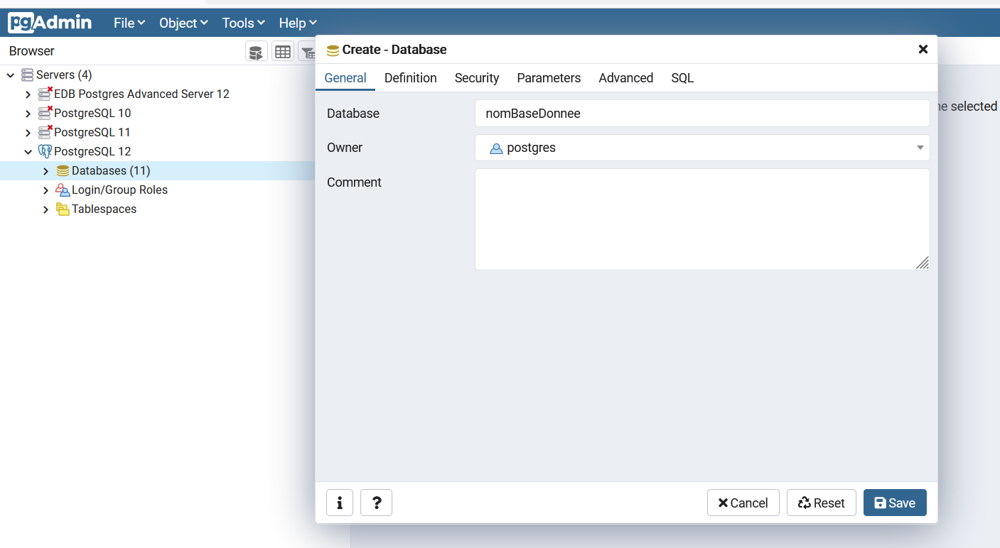 pgAdmin File Object Tools Help
Browser
Create - Database
Servers (4)
EDB Postgres Advanced Server 12
PostgreSQL 10
PostgreSQL 11
PostgreSQL 12
Databases (11)
Login/Group Roles
Tablespaces
General Definition Security Parameters Advanced SQL
Database nomBaseDonnee
Owner postgres
Comment
selected
i ? Cancel Reset Save